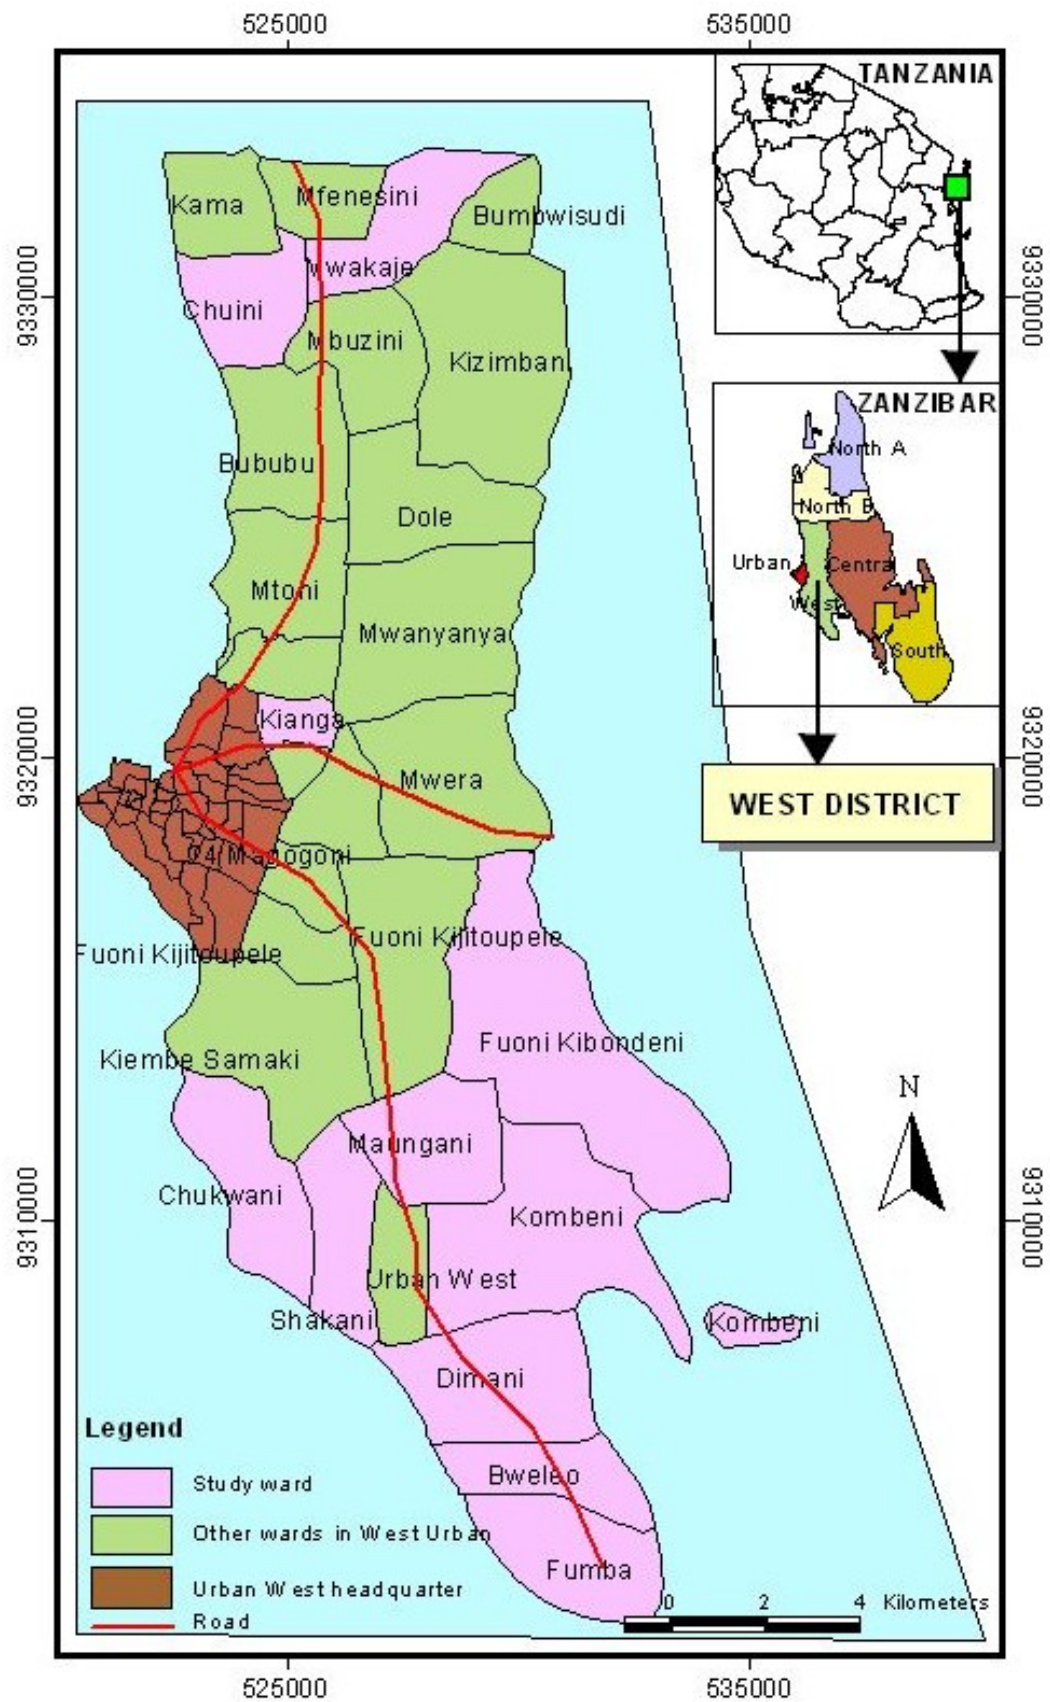 525000
535000
TANZANIA
Kama
Mfenesini
Bumbwisudi
9330000
9330000
Mwakaje
Chuini
Mbuzini
Kizimban
ZANZIBAR
North A
North B
Urban
Central
West
South
Bububu
Dole
Mtoni
Mwanyanya
Kianga
9320000
9320000
Mwera
WEST DISTRICT
Magogoni
Fuoni Kijitoupele
Fuoni Kijitoupele
Fuoni Kibondeni
Kiembe Samaki
N
Maungani
Chukwani
Kombeni
9310000
9310000
Urban West
Shakani
Kombeni
Dimani
Legend
Bweleo
Study ward
Other wards in West Urban
Fumba
Urban West headquarter
0 2 4 Kilometers
Road
525000
535000